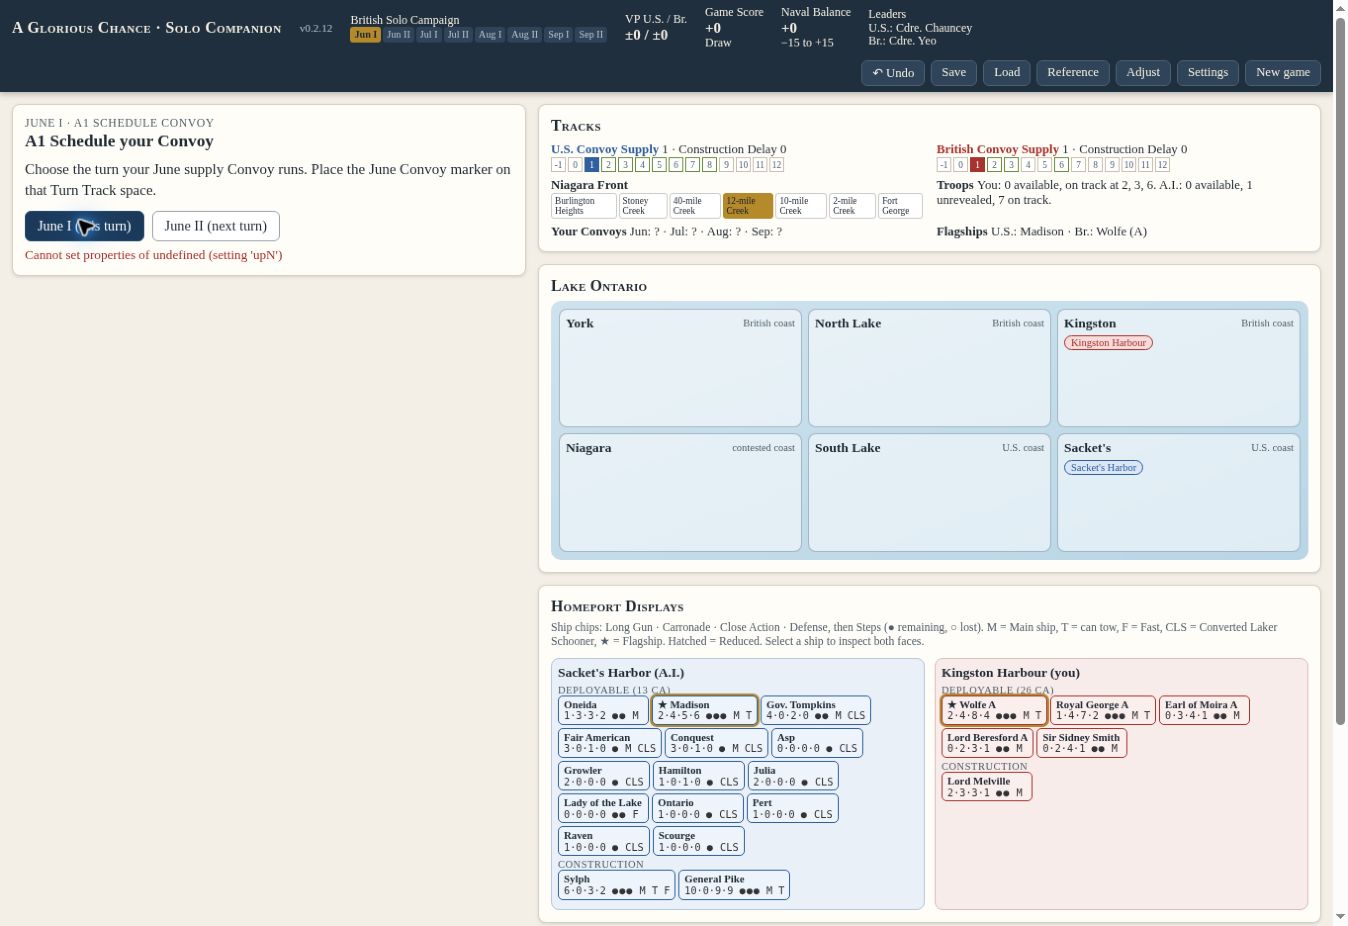 A Glorious Chance · Solo Companion v0.2.12
British Solo Campaign
Jun I Jun II Jul I Jul II Aug I Aug II Sep I Sep II
VP U.S. / Br.
±0 / ±0
Game Score
+0
Draw
Naval Balance
+0
−15 to +15
Leaders
U.S.: Cdre. Chauncey
Br.: Cdre. Yeo
↶ Undo Save Load Reference Adjust Settings New game
JUNE I · A1 SCHEDULE CONVOY
A1 Schedule your Convoy
Choose the turn your June supply Convoy runs. Place the June Convoy marker on
that Turn Track space.
June I turn) June II (next turn)
Cannot set properties of undefined (setting 'upN')
Tracks
U.S. Convoy Supply 1 · Construction Delay 0
-1 0 1 2 3 4 5 6 7 8 9 10 11 12
British Convoy Supply 1 · Construction Delay 0
-1 0 1 2 3 4 5 6 7 8 9 10 11 12
Niagara Front
Burlington Heights
Stoney Creek
40-mile Creek
12-mile Creek
10-mile Creek
2-mile Creek
Fort George
Troops You: 0 available, on track at 2, 3, 6. A.I.: 0 available, 1
unrevealed, 7 on track.
Your Convoys Jun: ? · Jul: ? · Aug: ? · Sep: ?
Flagships U.S.: Madison · Br.: Wolfe (A)
Lake Ontario
York British coast
North Lake British coast
Kingston British coast
Kingston Harbour
Niagara contested coast
South Lake U.S. coast
Sacket's U.S. coast
Sacket's Harbor
Homeport Displays
Ship chips: Long Gun · Carronade · Close Action · Defense, then Steps (● remaining, ○ lost). M = Main ship, T = can tow, F = Fast, CLS = Converted Laker
Schooner, ★ = Flagship. Hatched = Reduced. Select a ship to inspect both faces.
Sacket's Harbor (A.I.)
DEPLOYABLE (13 CA)
Oneida
1·3·3·2 ●● M
★ Madison
2·4·5·6 ●●● M T
Gov. Tompkins
4·0·2·0 ●● M CLS
Fair American
3·0·1·0 ● M CLS
Conquest
3·0·1·0 ● M CLS
Asp
0·0·0·0 ● CLS
Growler
2·0·0·0 ● CLS
Hamilton
1·0·1·0 ● CLS
Julia
2·0·0·0 ● CLS
Lady of the Lake
0·0·0·0 ●● F
Ontario
1·0·0·0 ● CLS
Pert
1·0·0·0 ● CLS
Raven
1·0·0·0 ● CLS
Scourge
1·0·0·0 ● CLS
CONSTRUCTION
Sylph
6·0·3·2 ●●● M T F
General Pike
10·0·9·9 ●●● M T
Kingston Harbour (you)
DEPLOYABLE (26 CA)
★ Wolfe A
2·4·8·4 ●●● M T
Royal George A
1·4·7·2 ●●● M T
Earl of Moira A
0·3·4·1 ●● M
Lord Beresford A
0·2·3·1 ●● M
Sir Sidney Smith
0·2·4·1 ●● M
CONSTRUCTION
Lord Melville
2·3·3·1 ●● M